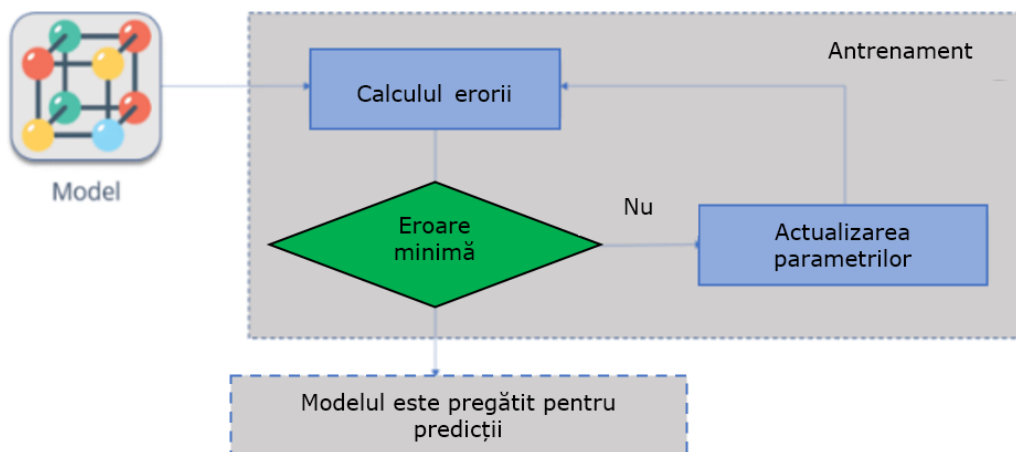 Antrenament
Calculul erorii
Model
Eroare
minimă
Nu
Actualizarea
parametrilor
Modelul este pregătit pentru
predicții